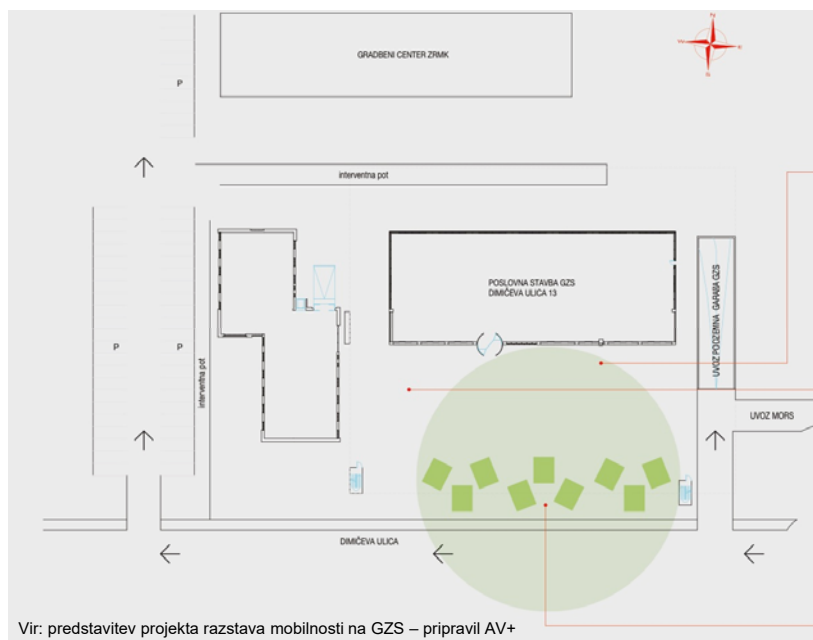 GRADBENI CENTER ZRMK
P
interventna pot
POSLOVNA STAVBA GZS
DIMIČEVA ULICA 13
UVOZ PODZEMNA GARAŽA GZS
P
P
interventna pot
UVOZ MORS
DIMIČEVA ULICA
Vir: predstavitev projekta razstava mobilnosti na GZS – pripravil AV+